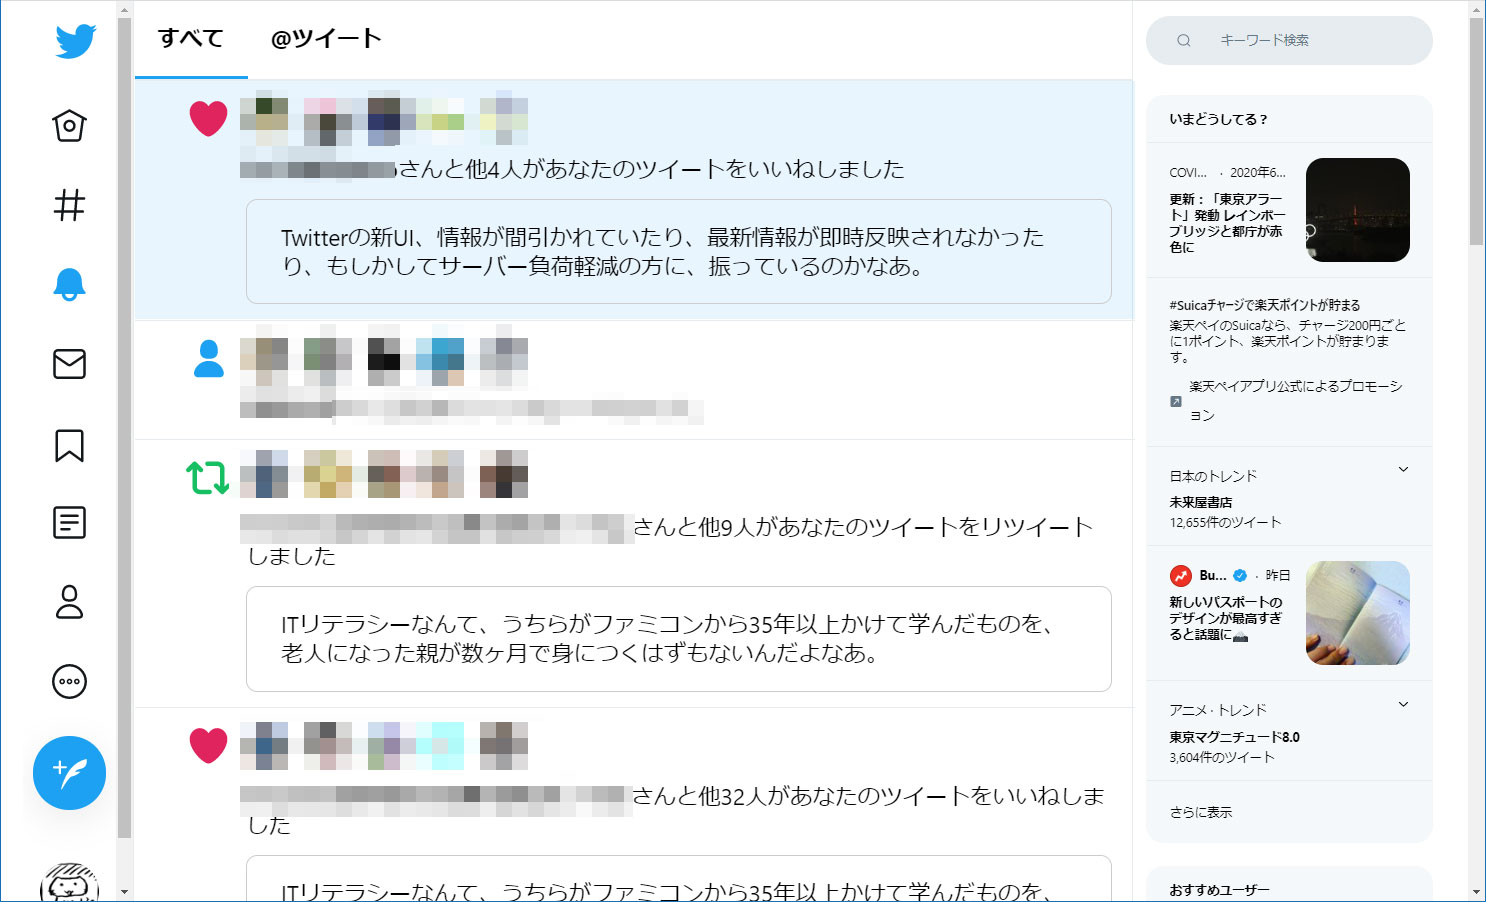 すべて
@ツイート
さんと他4人があなたのツイートをいいねしました
Twitterの新UI、情報が間引かれていたり、最新情報が即時反映されなかった
り、もしかしてサーバー負荷軽減の方に、振っているのかなあ。
さんと他9人があなたのツイートをリツイート
しました
ITリテラシーなんて、うちらがファミコンから35年以上かけて学んだものを、
老人になった親が数ヶ月で身につくはずもないんだよなあ。
さんと他32人があなたのツイートをいいねしま
した
ITリテラシーなんて、うちらがファミコンから35年以上かけて学んだものを、
キーワード検索
いまどうしてる？
COVI... · 2020年6...
更新：「東京アラー
ト」発動 レインボー
ブリッジと都庁が赤
色に
#Suicaチャージで楽天ポイントが貯まる
楽天ペイのSuicaなら、チャージ200円ごと
に1ポイント、楽天ポイントが貯まりま
す。
楽天ペイアプリ公式によるプロモーシ
ョン
日本のトレンド
未来屋書店
12,655件のツイート
Bu... · 昨日
新しいパスポートの
デザインが最高すぎ
ると話題に
アニメ · トレンド
東京マグニチュード8.0
3,604件のツイート
さらに表示
おすすめユーザー